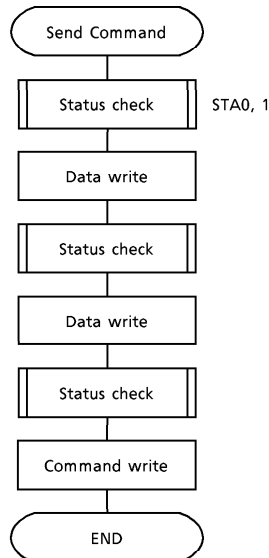 Send Command
Status check
STA0, 1
Data write
Status check
Data write
Status check
Command write
END